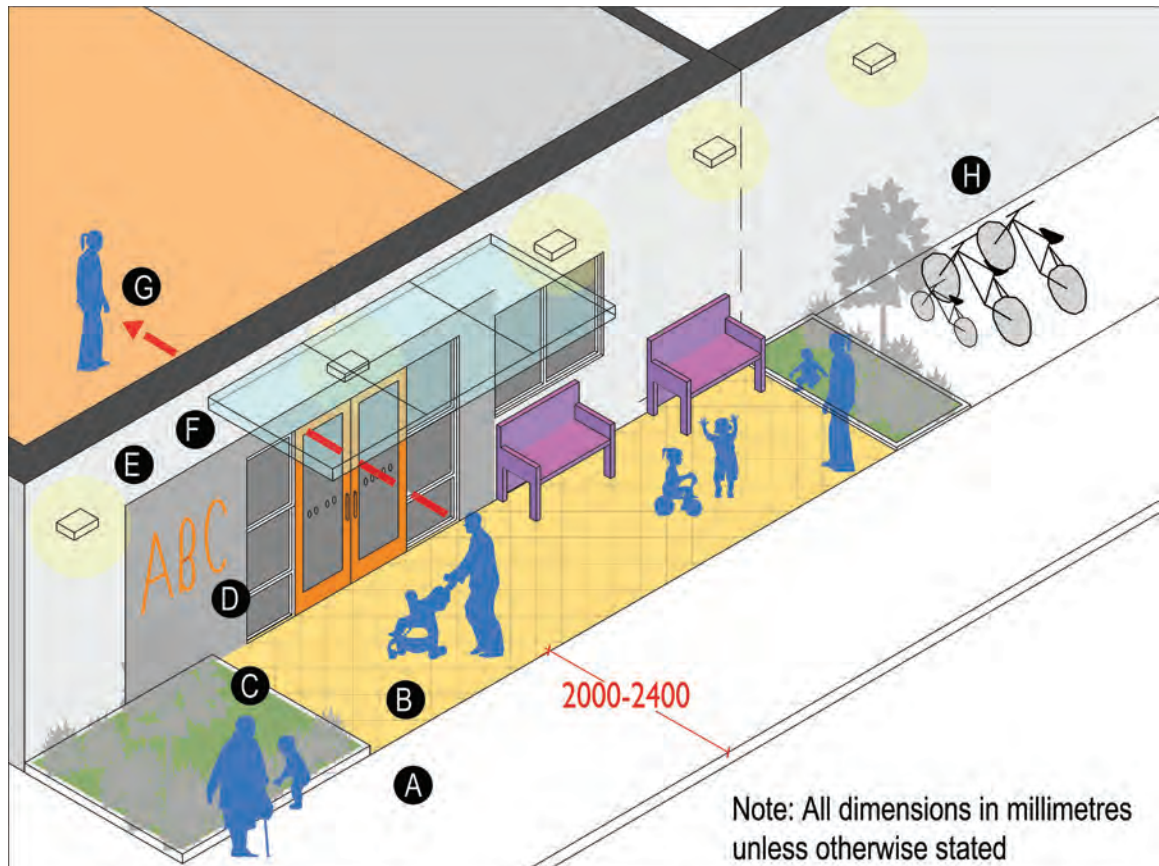 H
G
F
E
ABC
D
C
B
2000-2400
A
Note: All dimensions in millimetres
unless otherwise stated